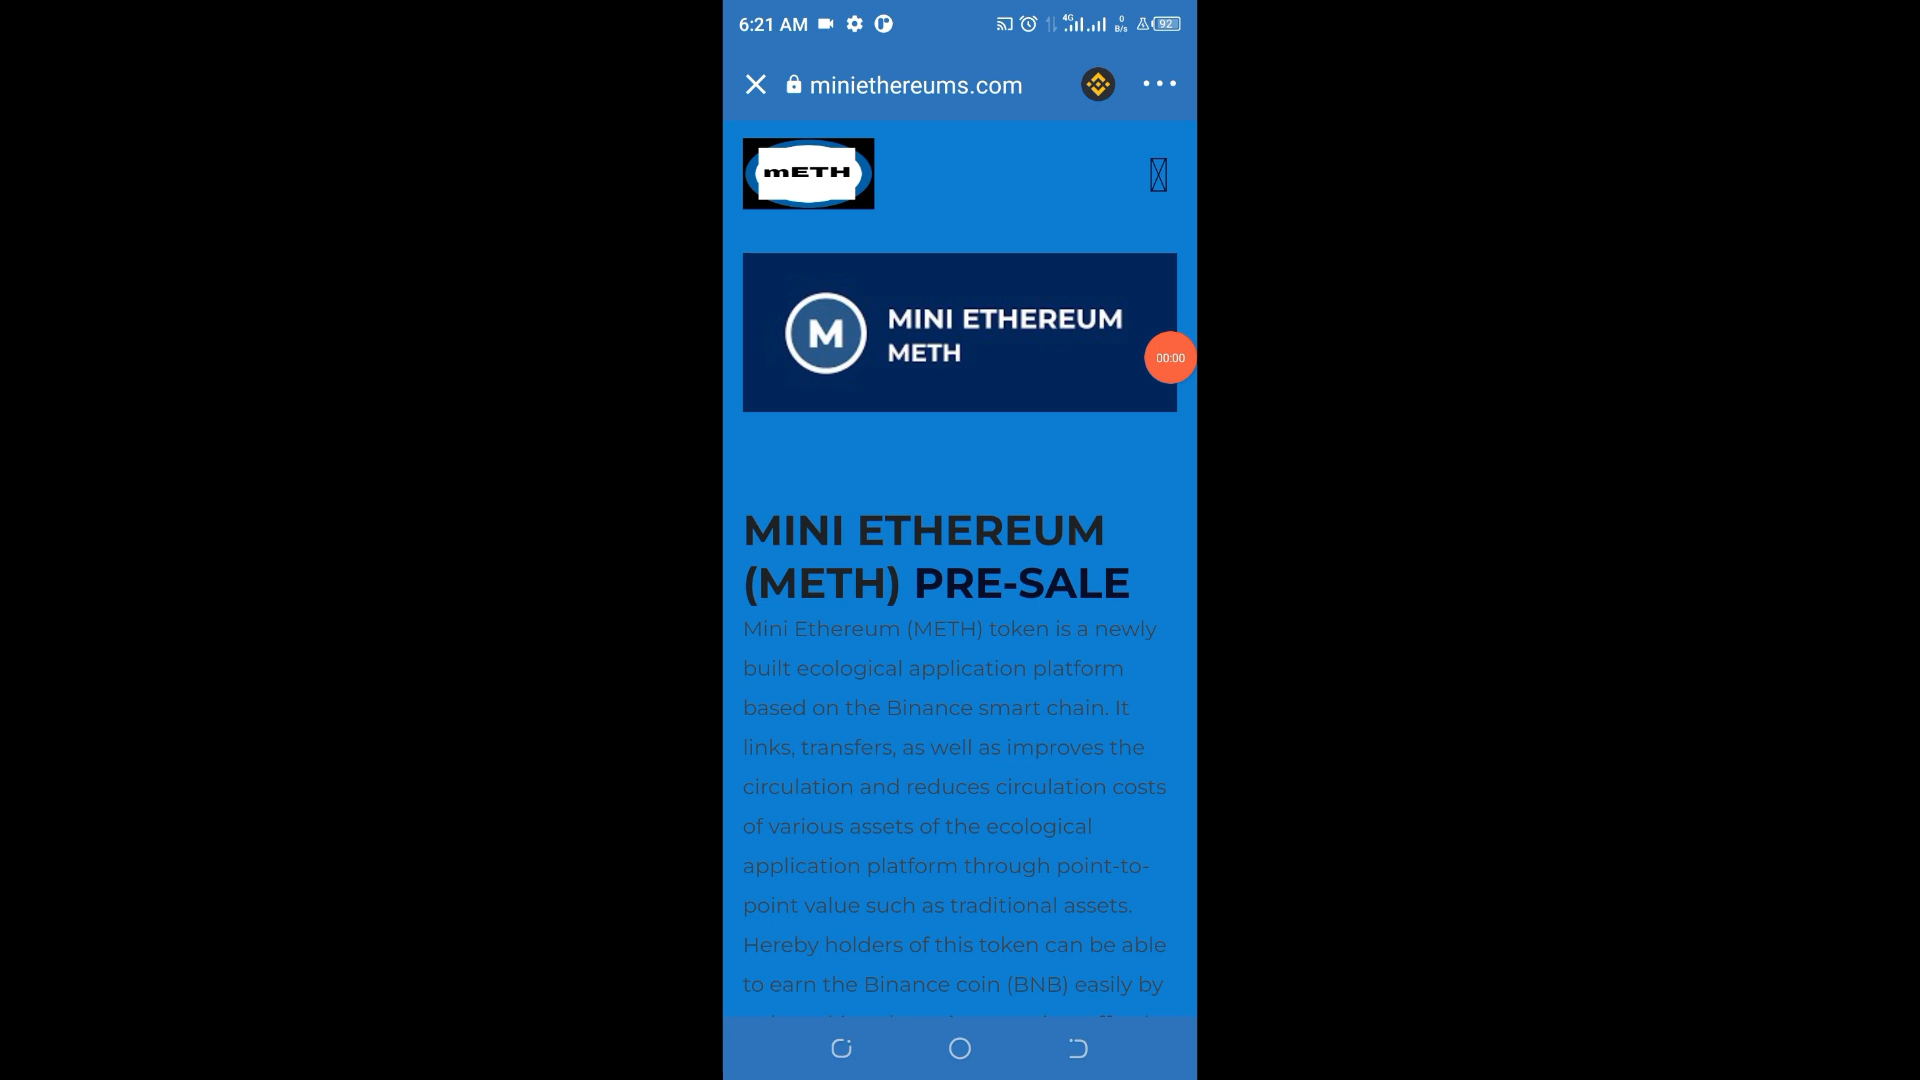 6:21 AM
4G
0
B/s
92
miniethereums.com
mETH
M
MINI ETHEREUM
METH
00:00
MINI ETHEREUM
(METH) PRE-SALE
Mini Ethereum (METH) token is a newly
built ecological application platform
based on the Binance smart chain. It
links, transfers, as well as improves the
circulation and reduces circulation costs
of various assets of the ecological
application platform through point-to-
point value such as traditional assets.
Hereby holders of this token can be able
to earn the Binance coin (BNB) easily by